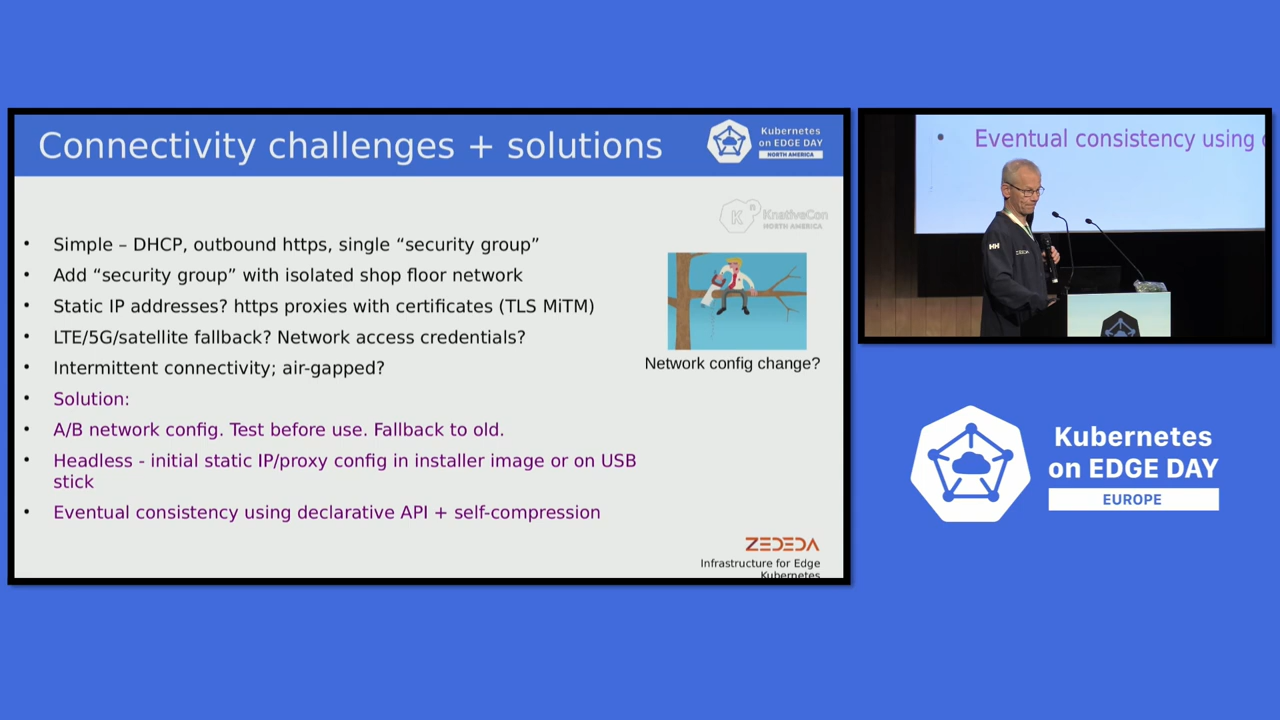 Connectivity challenges + solutions
Kubernetes
on EDGE DAY
NORTH AMERICA
KnativeCon
NORTH AMERICA
• Simple – DHCP, outbound https, single “security group”
• Add “security group” with isolated shop floor network
• Static IP addresses? https proxies with certificates (TLS MiTM)
• LTE/5G/satellite fallback? Network access credentials?
• Intermittent connectivity; air-gapped?
• Solution:
• A/B network config. Test before use. Fallback to old.
• Headless - initial static IP/proxy config in installer image or on USB
stick
• Eventual consistency using declarative API + self-compression
Network config change?
ZEDEDA
Infrastructure for Edge
Kubernetes
• Eventual consistency using
HH
ZEDEDA
Kubernetes
on EDGE DAY
EUROPE